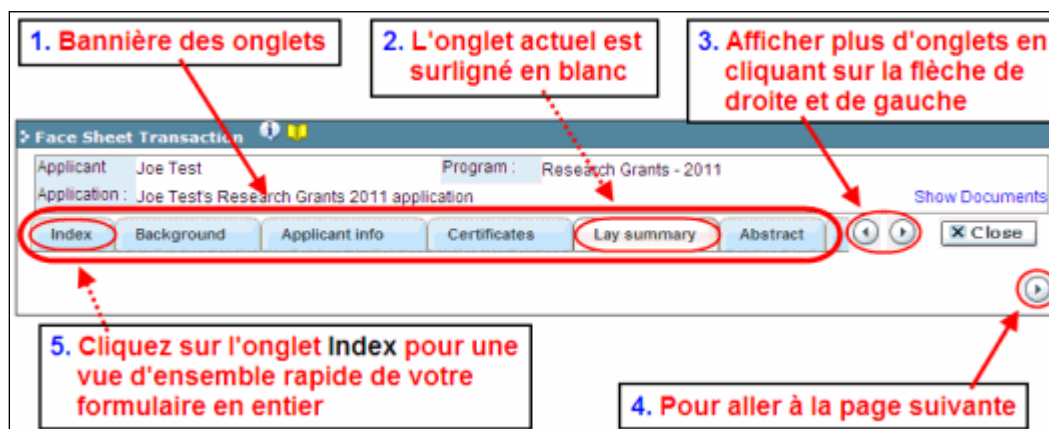 1. Bannière des onglets
2. L'onglet actuel est
surligné en blanc
3. Afficher plus d'onglets en
cliquant sur la flèche de
droite et de gauche
Face Sheet Transaction
Applicant Joe Test Program : Research Grants - 2011
Application : Joe Test's Research Grants 2011 application Show Documents
Index Background Applicant info Certificates Lay summary Abstract Close
5. Cliquez sur l'onglet Index pour une
vue d'ensemble rapide de votre
formulaire en entier
4. Pour aller à la page suivante